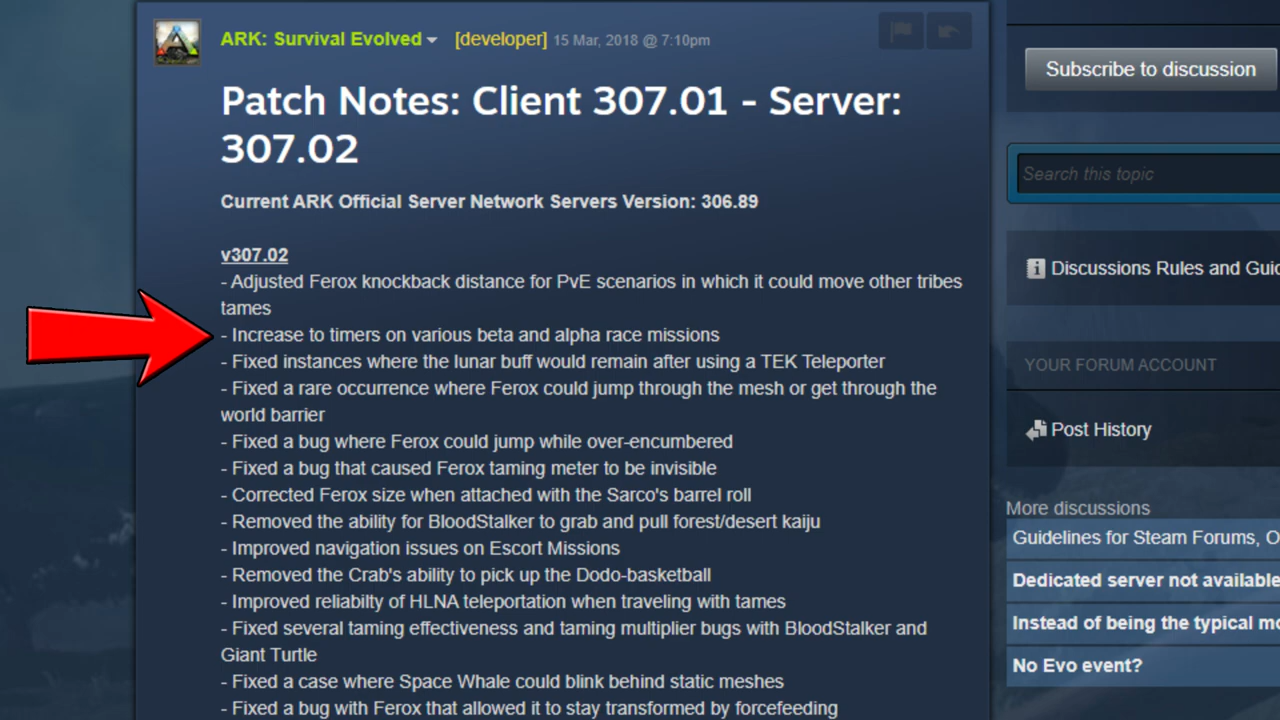 ARK: Survival Evolved [developer] 15 Mar, 2018 @ 7:10pm
Patch Notes: Client 307.01 - Server:
307.02
Current ARK Official Server Network Servers Version: 306.89
v307.02
- Adjusted Ferox knockback distance for PvE scenarios in which it could move other tribes
tames
- Increase to timers on various beta and alpha race missions
- Fixed instances where the lunar buff would remain after using a TEK Teleporter
- Fixed a rare occurrence where Ferox could jump through the mesh or get through the
world barrier
- Fixed a bug where Ferox could jump while over-encumbered
- Fixed a bug that caused Ferox taming meter to be invisible
- Corrected Ferox size when attached with the Sarco's barrel roll
- Removed the ability for BloodStalker to grab and pull forest/desert kaiju
- Improved navigation issues on Escort Missions
- Removed the Crab's ability to pick up the Dodo-basketball
- Improved reliabilty of HLNA teleportation when traveling with tames
- Fixed several taming effectiveness and taming multiplier bugs with BloodStalker and
Giant Turtle
- Fixed a case where Space Whale could blink behind static meshes
- Fixed a bug with Ferox that allowed it to stay transformed by forcefeeding
Subscribe to discussion
Search this topic
Discussions Rules and Guid
YOUR FORUM ACCOUNT
Post History
More discussions
Guidelines for Steam Forums, O
Dedicated server not available
Instead of being the typical mo
No Evo event?